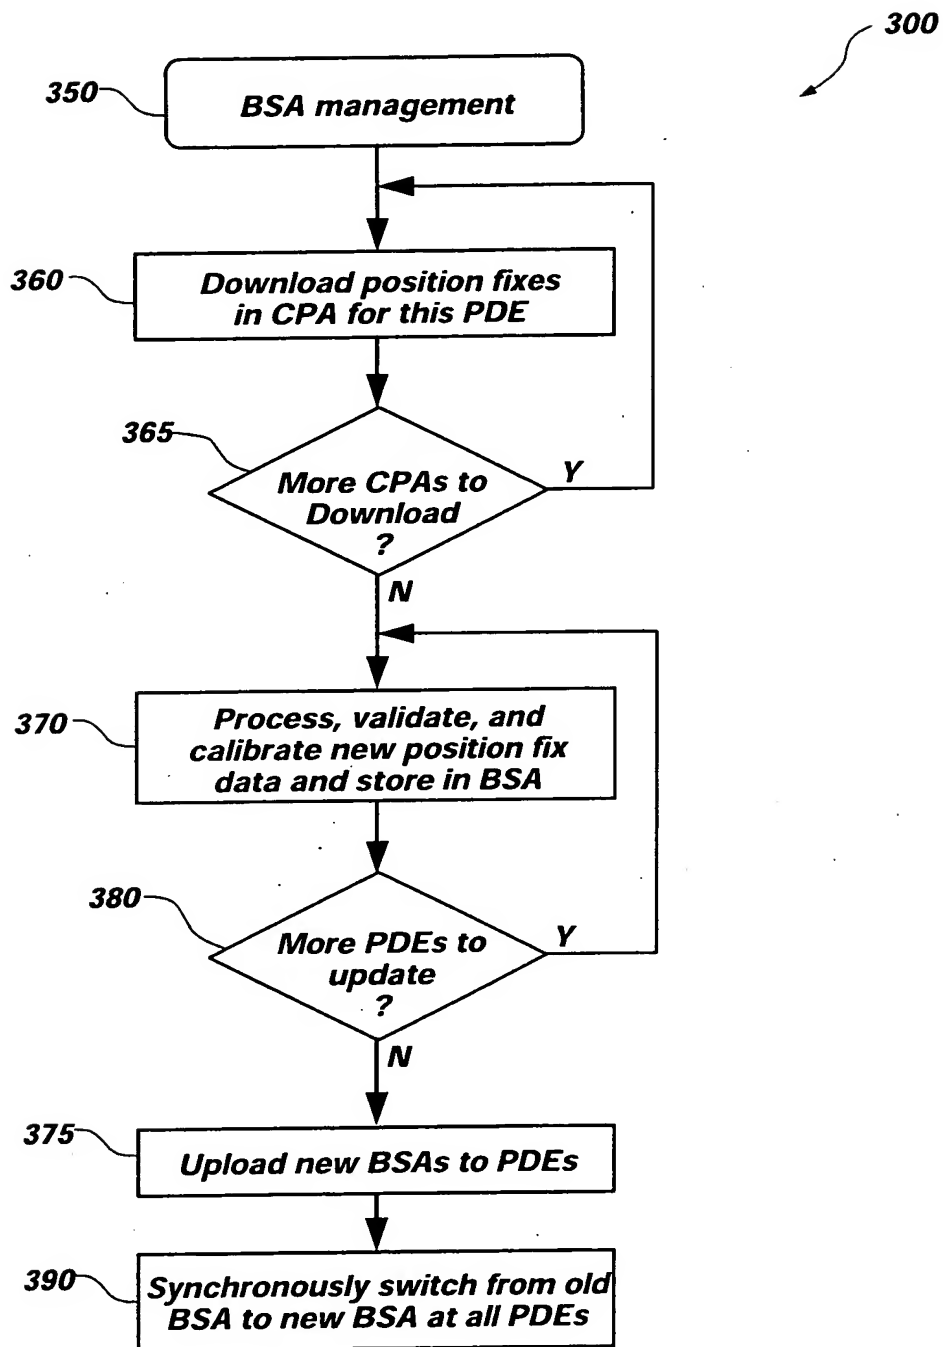 300
350
BSA management
360
Download position fixes
in CPA for this PDE
365
More CPAs to
Download
?
Y
N
370
Process, validate, and
calibrate new position fix
data and store in BSA
380
More PDEs to
update
?
Y
N
375
Upload new BSAs to PDEs
390
Synchronously switch from old
BSA to new BSA at all PDEs